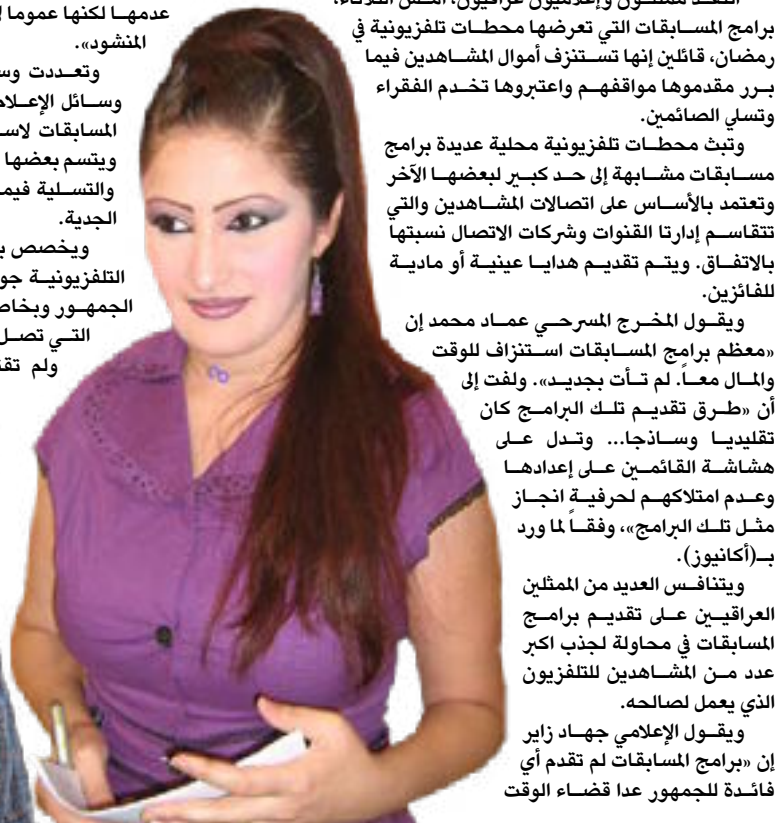 انتقد ممثلون وإعلاميون عراقيون، أمس الثلاثاء،
برامج المسابقات التي تعرضها محطات تلفزيونية في
رمضان، قائلين إنها تستنزف أموال المشاهدين فيما
برر مقدموها مواقفهم واعتبروها تخدم الفقراء
وتسلي الصائمين.
وتبث محطات تلفزيونية محلية عديدة برامج
مسابقات مشابهة إلى حد كبير لبعضها الآخر
وتعتمد بالأساس على اتصالات المشاهدين والتي
تتقاسم إدارتا القنوات وشركات الاتصال نسبتها
بالاتفاق. ويتم تقديم هدايا عينية أو مادية
للفائزين.
ويقول المخرج المسرحي عماد محمد إن
«معظم برامج المسابقات استنزاف للوقت
والمال معاً. لم تأت بجديد». ولفت إلى
أن «طرق تقديم تلك البرامج كان
تقليديا وساذجا... وتدل على
هشاشة القائمين على إعدادها
وعدم امتلاكهم لحرفية انجاز
مثل تلك البرامج»، وفقاً لما ورد
بـ(أكانيوز).
ويتنافس العديد من الممثلين
العراقيين على تقديم برامج
المسابقات في محاولة لجذب اكبر
عدد من المشاهدين للتلفزيون
الذي يعمل لصالحه.
ويقول الإعلامي جهاد زاير
إن «برامج المسابقات لم تقدم أي
فائدة للجمهور عدا قضاء الوقت
عدمها لكنها عموما
المنشود».
وتعددت
وسائل
المسابقات
ويتسم بعضها
والتسلية
الجدية.
ويخصص
التلفزيونية
الجمهور
التي تصل
ولم